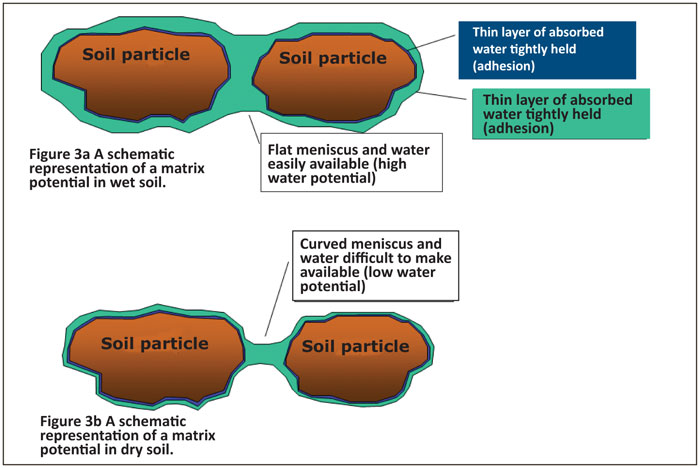 Soil particle
Soil particle
Thin layer of absorbed
water tightly held
(adhesion)
Thin layer of absorbed
water tightly held
(adhesion)
Flat meniscus and water
easily available (high
water potential)
Figure 3a A schematic
representation of a matrix
potential in wet soil.
Curved meniscus and
water difficult to make
available (low water
potential)
Soil particle
Soil particle
Figure 3b A schematic
representation of a matrix
potential in dry soil.